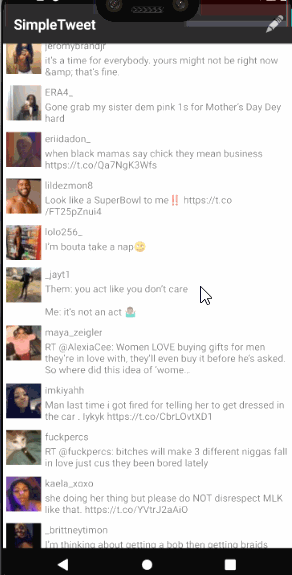 SimpleTweet
jeromybrandjr
it's a time for everybody. yours might not be right now
&amp; that's fine.
ERA4_
Gone grab my sister dem pink 1s for Mother's Day Dey
hard
eriidadon_
when black mamas say chick they mean business
https://t.co/Qa7NgK3Wfs
lildezmon8
Look like a SuperBowl to me‼️ https://t.co
/FT25pZnui4
lolo256_
I'm bouta take a nap🌚
_jayt1
Them: you act like you don't care
Me: it's not an act 🤷🏽‍♂️
maya_zeigler
RT @AlexiaCee: Women LOVE buying gifts for men
they're in love with, they'll even buy it before he's asked.
So where did this idea of 'wome…
imkiyahh
Man last time i got fired for telling her to get dressed in
the car . Iykyk https://t.co/CbrLOvtXD1
fuckpercs
RT @fuckpercs: bitches will make 3 different niggas fall
in love just cus they been bored lately
kaela_xoxo
she doing her thing but please do NOT disrespect MLK
like that. https://t.co/YVtrJ2aAiO
_brittneytimon
I'm thinking about getting a bob then getting braids